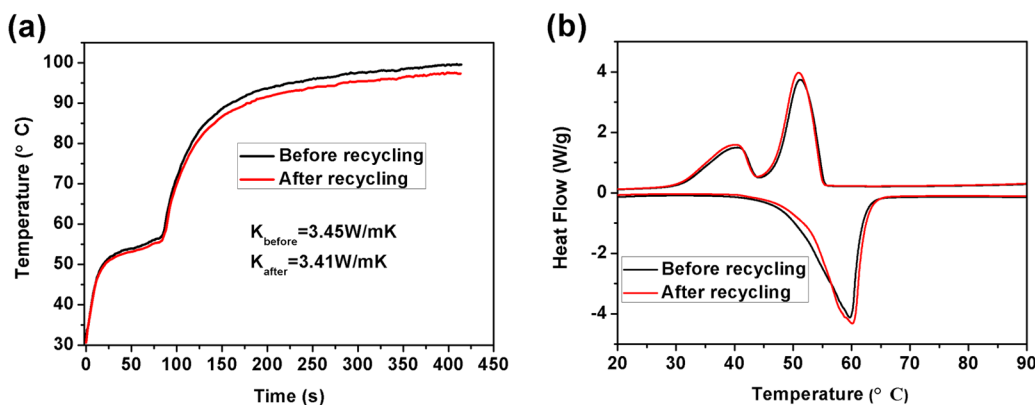 (a)
Temperature (° C)
100
90
80
70
60
50
40
30
Before recycling
After recycling
Kbefore=3.45W/mK
Kafter=3.41W/mK
0 50 100 150 200 250 300 350 400 450
Time (s)
(b)
Heat Flow (W/g)
4
2
0
-2
-4
Before recycling
After recycling
20 30 40 50 60 70 80 90
Temperature (° C)